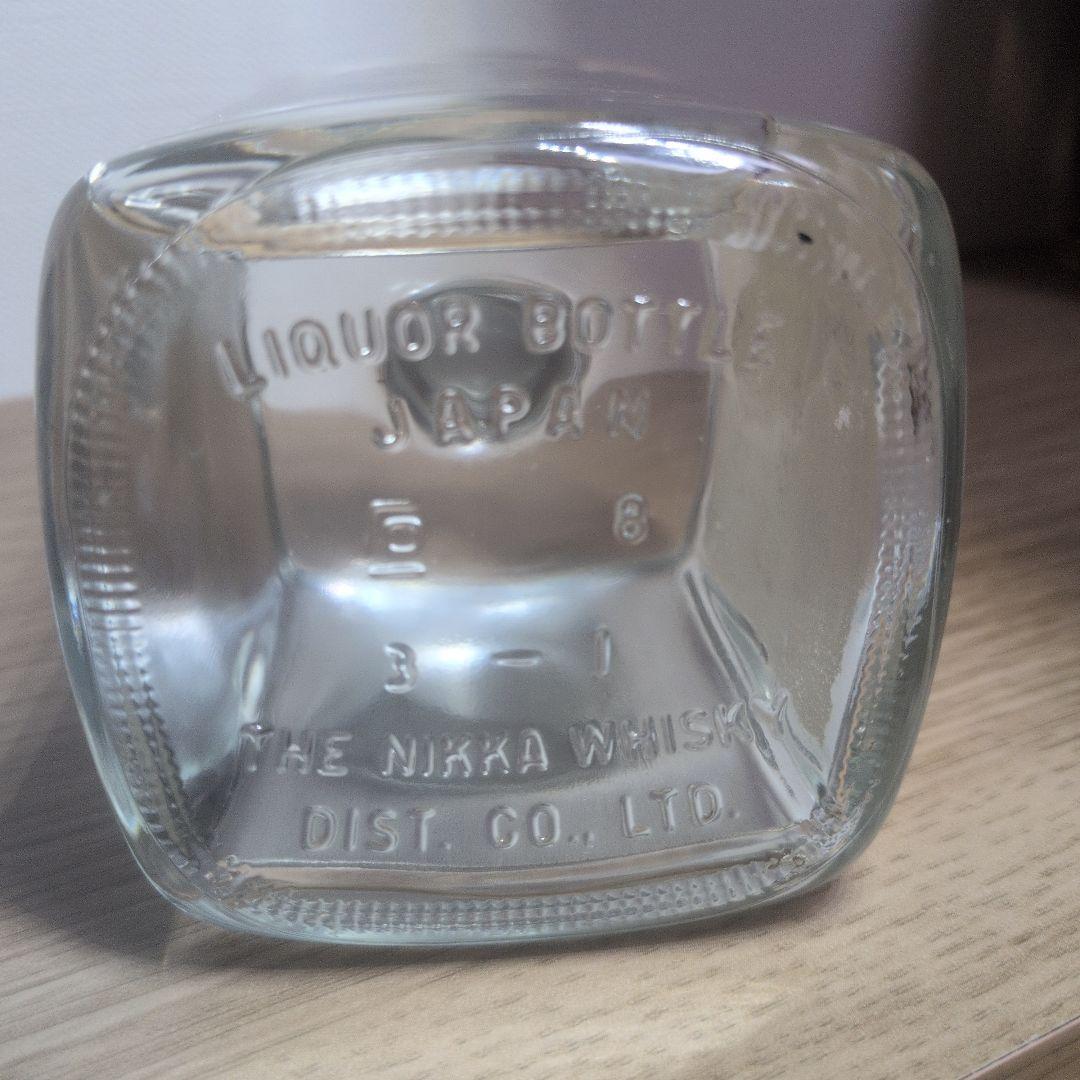 LIQUOR BOTTLE
JAPAN
8
3 - 1
THE NIKKA WHISKY
DIST. CO., LTD.